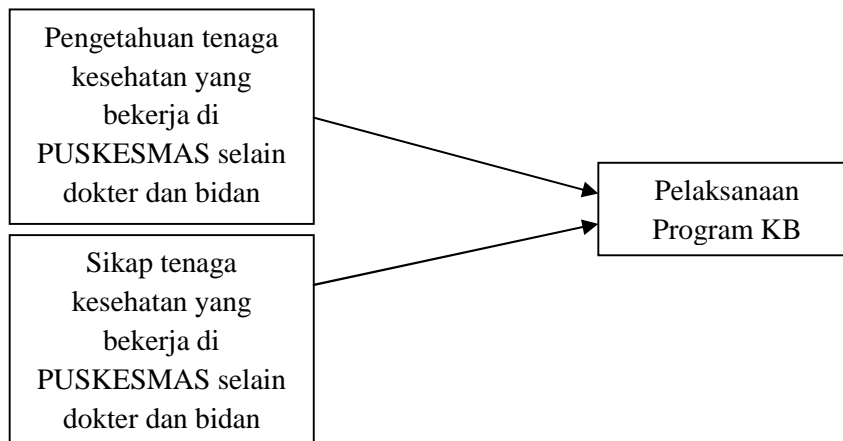 Pengetahuan tenaga
kesehatan yang
bekerja di
PUSKESMAS selain
dokter dan bidan
Sikap tenaga
kesehatan yang
bekerja di
PUSKESMAS selain
dokter dan bidan
Pelaksanaan
Program KB